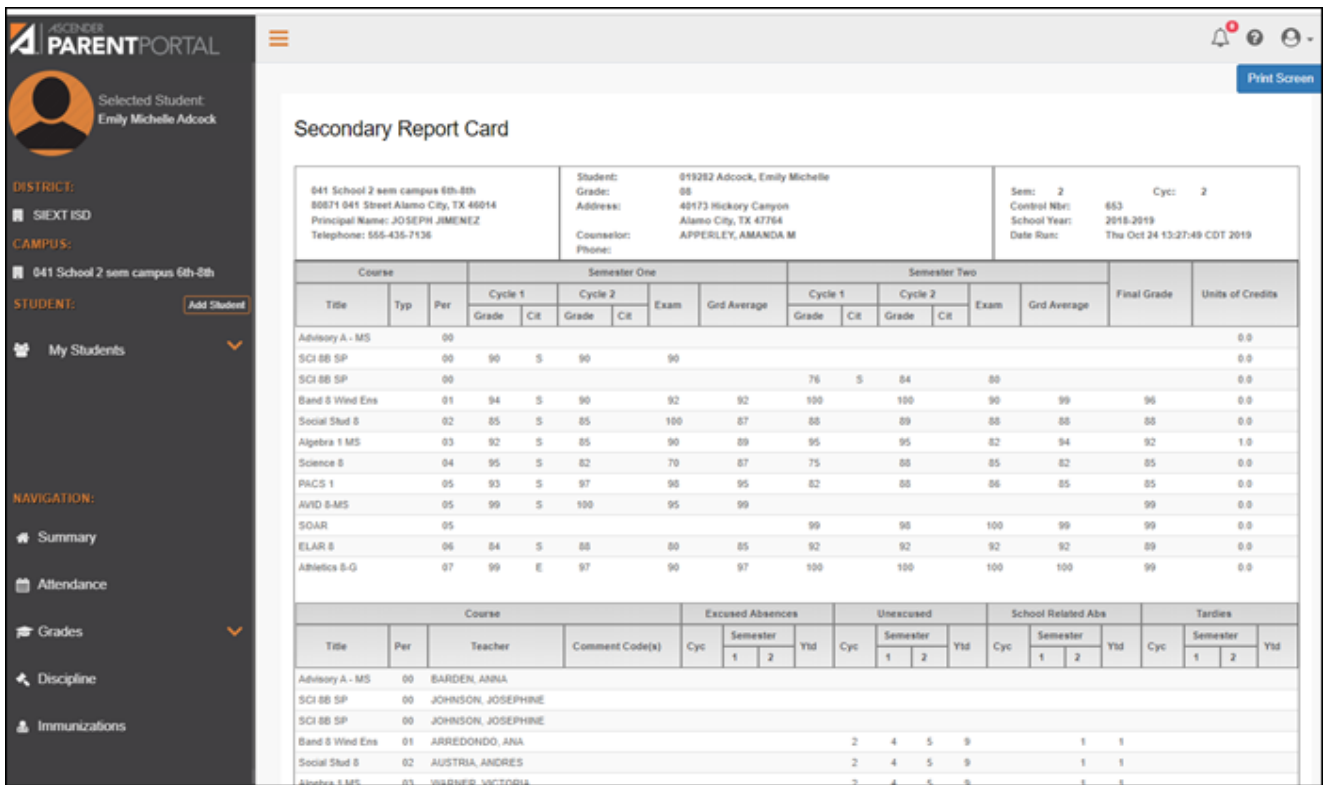 ASCENDER
PARENTPORTAL
0
Print Screen
Selected Student:
Emily Michelle Adcock
DISTRICT:
SIEXT ISD
CAMPUS:
041 School 2 sem campus 6th-8th
STUDENT:
Add Student
My Students
NAVIGATION:
Summary
Attendance
Grades
Discipline
Immunizations
Secondary Report Card
041 School 2 sem campus 6th-8th
80871 041 Street Alamo City, TX 46014
Principal Name: JOSEPH JIMENEZ
Telephone: 555-435-7136
Student: 019282 Adcock, Emily Michelle
Grade: 08
Address: 40173 Hickory Canyon
Alamo City, TX 47764
Counselor: APPERLEY, AMANDA M
Phone:
Sem: 2 Cyc: 2
Control Nbr: 653
School Year: 2018-2019
Date Run: Thu Oct 24 13:27:49 CDT 2019
Course Semester One Semester Two Final Grade Units of Credits
Title Typ Per Cycle 1 Cycle 2 Exam Grd Average Cycle 1 Cycle 2 Exam Grd Average
Grade Cit Grade Cit Grade Cit Grade Cit
Advisory A - MS 00 0.0
SCI 8B SP 00 90 S 90 90 0.0
SCI 8B SP 00 76 S 84 80 0.0
Band 8 Wind Ens 01 94 S 90 92 92 100 100 90 99 96 0.0
Social Stud 8 02 85 S 85 100 87 88 89 88 88 88 0.0
Algebra 1 MS 03 92 S 85 90 89 95 95 82 94 92 1.0
Science 8 04 95 S 82 70 87 75 88 85 82 85 0.0
PACS 1 05 93 S 97 98 95 82 88 86 85 85 0.0
AVID 8-MS 05 99 S 100 95 99 99 0.0
SOAR 05 99 98 100 99 99 0.0
ELAR 8 06 84 S 88 80 85 92 92 92 92 89 0.0
Athletics 8-G 07 99 E 97 90 97 100 100 100 100 99 0.0
Course Excused Absences Unexcused School Related Abs Tardies
Title Per Teacher Comment Code(s) Cyc Semester Ytd Cyc Semester Ytd Cyc Semester Ytd Cyc Semester Ytd
1 2 1 2 1 2 1 2
Advisory A - MS 00 BARDEN, ANNA
SCI 8B SP 00 JOHNSON, JOSEPHINE
SCI 8B SP 00 JOHNSON, JOSEPHINE
Band 8 Wind Ens 01 ARREDONDO, ANA 2 4 5 9 1 1
Social Stud 8 02 AUSTRIA, ANDRES 2 4 5 9 1 1
Algebra 1 MS 03 WARNER, VICTORIA 2 4 5 9 1 1